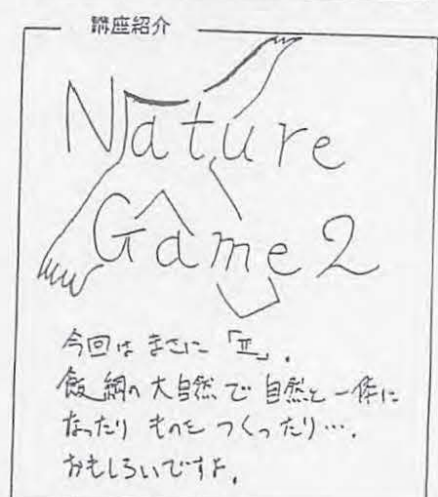 講座紹介
Nature
Game 2
今回は まさに 「Ⅱ」.
飯綱の 大自然で 自然と 一体に
なったり ものを つくったり….
おもしろいですよ.